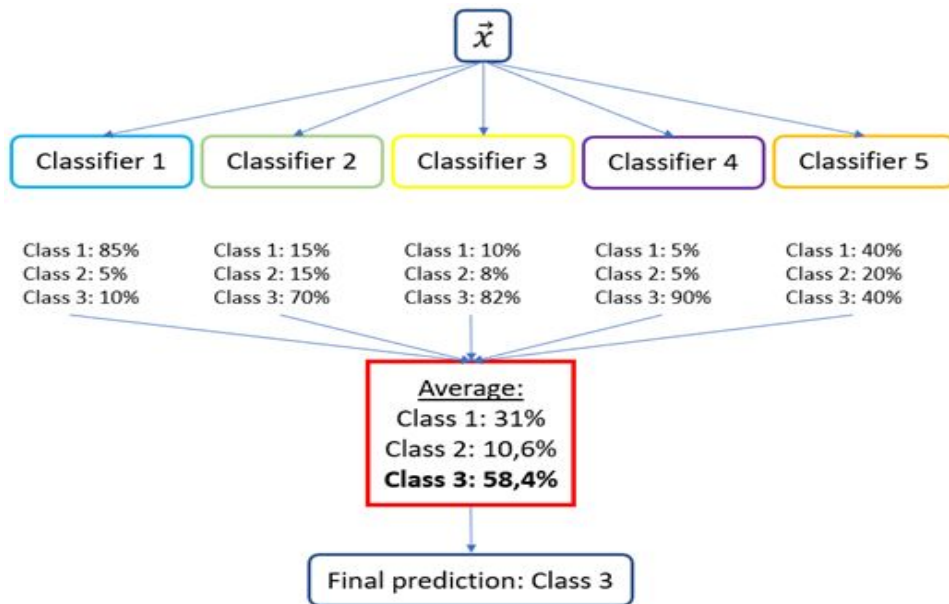 x⃗
Classifier 1
Classifier 2
Classifier 3
Classifier 4
Classifier 5
Class 1: 85%
Class 2: 5%
Class 3: 10%
Class 1: 15%
Class 2: 15%
Class 3: 70%
Class 1: 10%
Class 2: 8%
Class 3: 82%
Class 1: 5%
Class 2: 5%
Class 3: 90%
Class 1: 40%
Class 2: 20%
Class 3: 40%
Average:
Class 1: 31%
Class 2: 10,6%
Class 3: 58,4%
Final prediction: Class 3